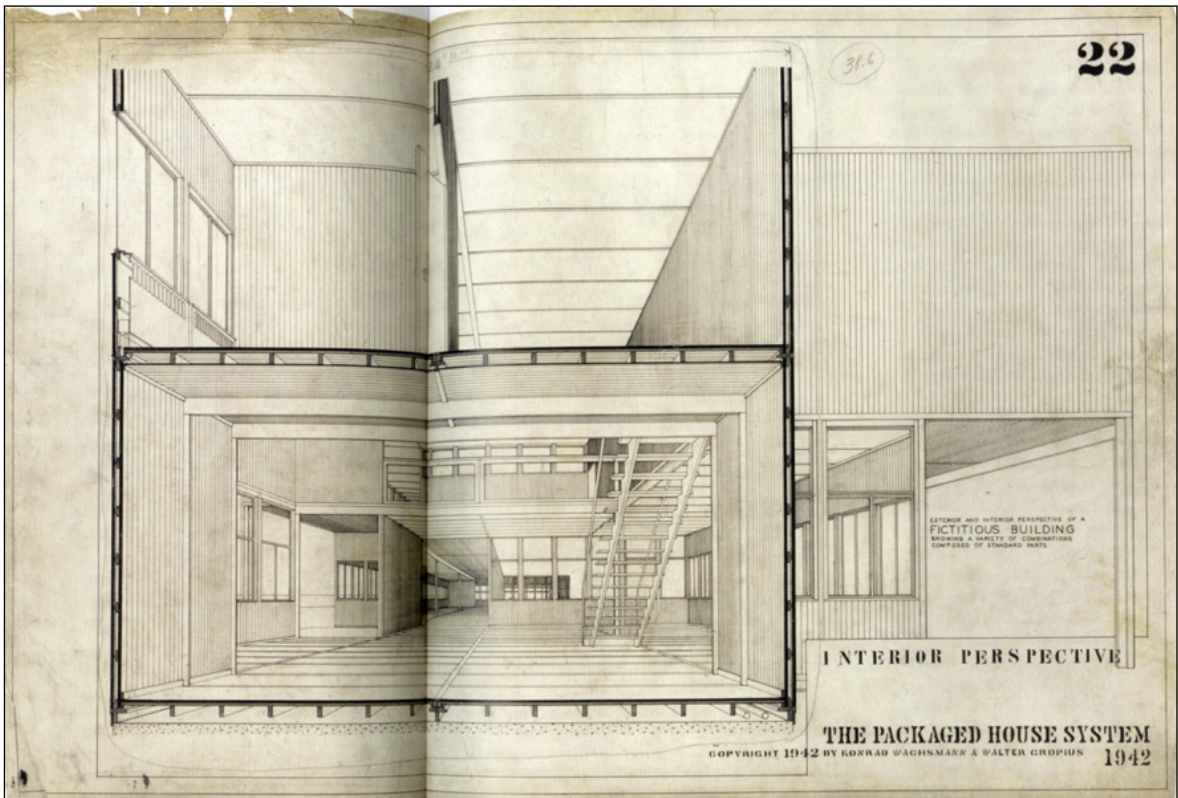 22
38.6
EXTERIOR AND INTERIOR PERSPECTIVE OF A
FICTITIOUS BUILDING
SHOWING A VARIETY OF COMBINATIONS
COMPOSED OF STANDARD PARTS
INTERIOR PERSPECTIVE
THE PACKAGED HOUSE SYSTEM
COPYRIGHT 1942 BY KONRAD WACHSMANN & WALTER GROPIUS
1942